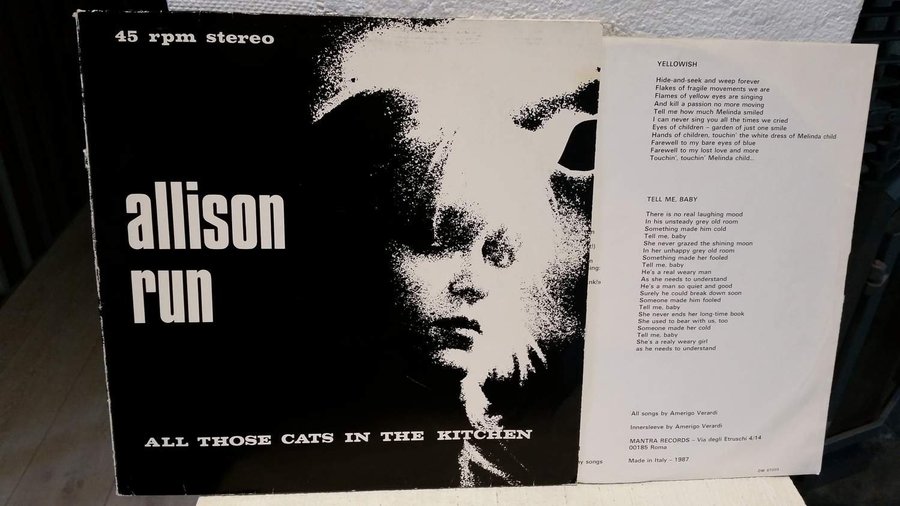 45 rpm stereo
allison
run
ALL THOSE CATS IN THE KITCHEN
YELLOWISH
Hide-and-seek and weep forever
Flakes of fragile movements we are
Flames of yellow eyes are singing
And kill a passion no more moving
Tell me how much Melinda smiled
I can never sing you all the times we cried
Eyes of children – garden of just one smile
Hands of children, touchin' the white dress of Melinda child
Farewell to my bare eyes of blue
Farewell to my lost love and more
Touchin', touchin' Melinda child...
TELL ME, BABY
There is no real laughing mood
In his unsteady grey old room
Something made him cold
Tell me, baby
She never grazed the shining moon
In her unhappy grey old room
Something made her fooled
Tell me, baby
He's a real weary man
As she needs to understand
He's a man so quiet and good
Surely he could break down soon
Someone made him fooled
Tell me, baby
She never ends her long-time book
She used to bear with us, too
Someone made her cold
Tell me, baby
She's a realy weary girl
as he needs to understand
All songs by Amerigo Verardi
Innersleeve by Amerigo Verardi
MANTRA RECORDS – Via degli Etruschi 4/14
00185 Roma
Made in Italy – 1987
songs